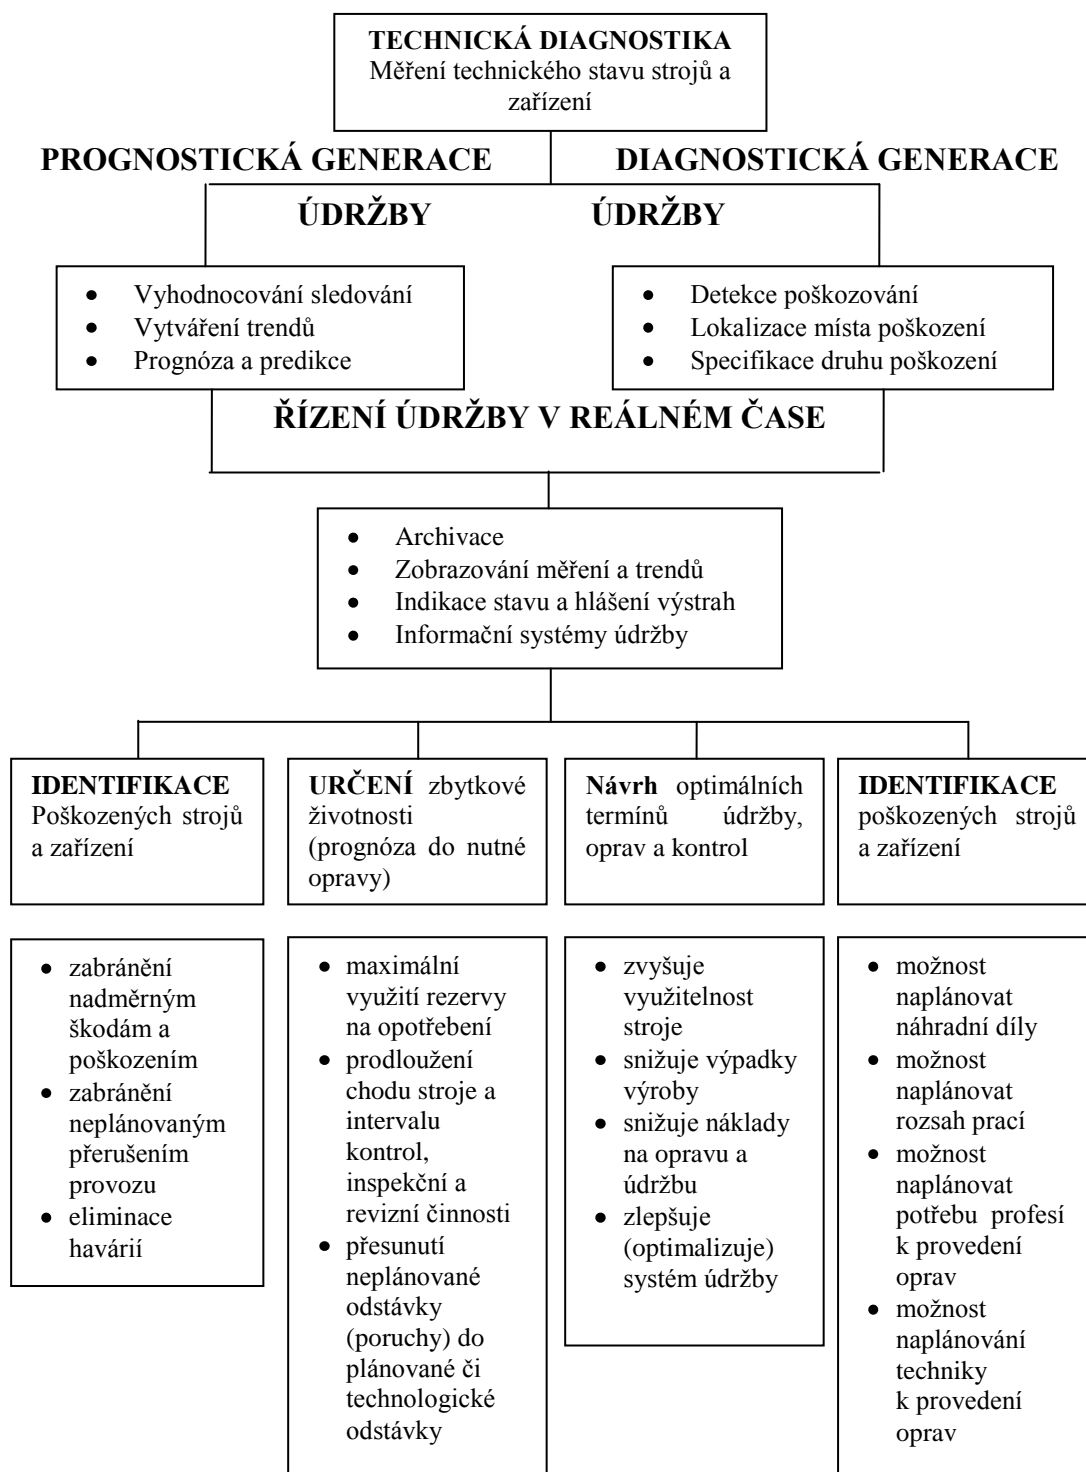 TECHNICKÁ DIAGNOSTIKA
Měření technického stavu strojů a
zařízení
PROGNOSTICKÁ GENERACE
ÚDRŽBY
DIAGNOSTICKÁ GENERACE
ÚDRŽBY
• Vyhodnocování sledování
• Vytváření trendů
• Prognóza a predikce
• Detekce poškozování
• Lokalizace místa poškození
• Specifikace druhu poškození
ŘÍZENÍ ÚDRŽBY V REÁLNÉM ČASE
• Archivace
• Zobrazování měření a trendů
• Indikace stavu a hlášení výstrah
• Informační systémy údržby
IDENTIFIKACE
Poškozených strojů
a zařízení
URČENÍ zbytkové
životnosti
(prognóza do nutné
opravy)
Návrh optimálních
termínů údržby,
oprav a kontrol
IDENTIFIKACE
poškozených strojů
a zařízení
• zabránění
nadměrným
škodám a
poškozením
• zabránění
neplánovaným
přerušením
provozu
• eliminace
havárií
• maximální
využití rezervy
na opotřebení
• prodloužení
chodu stroje a
intervalu
kontrol,
inspekční a
revizní činnosti
• přesunutí
neplánované
odstávky
(poruchy) do
plánované či
technologické
odstávky
• zvyšuje
využitelnost
stroje
• snižuje výpadky
výroby
• snižuje náklady
na opravu a
údržbu
• zlepšuje
(optimalizuje)
systém údržby
• možnost
naplánovat
náhradní díly
• možnost
naplánovat
rozsah prací
• možnost
naplánovat
potřebu profesí
k provedení
oprav
• možnost
naplánování
techniky
k provedení
oprav